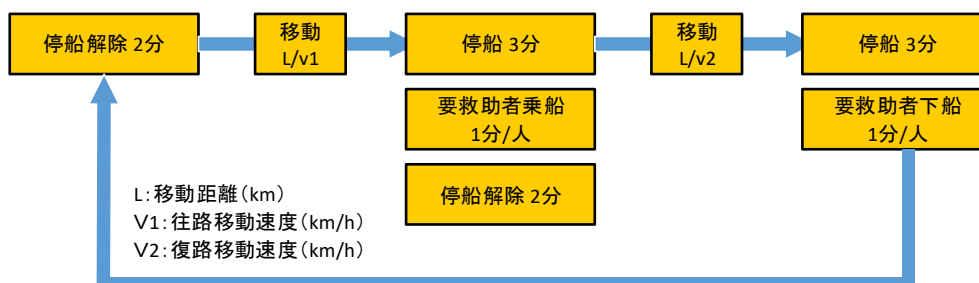 停船解除 2分
移動
L/v1
停船 3分
移動
L/v2
停船 3分
要救助者乗船
1分/人
要救助者下船
1分/人
停船解除 2分
L:移動距離(km)
V1:往路移動速度(km/h)
V2:復路移動速度(km/h)